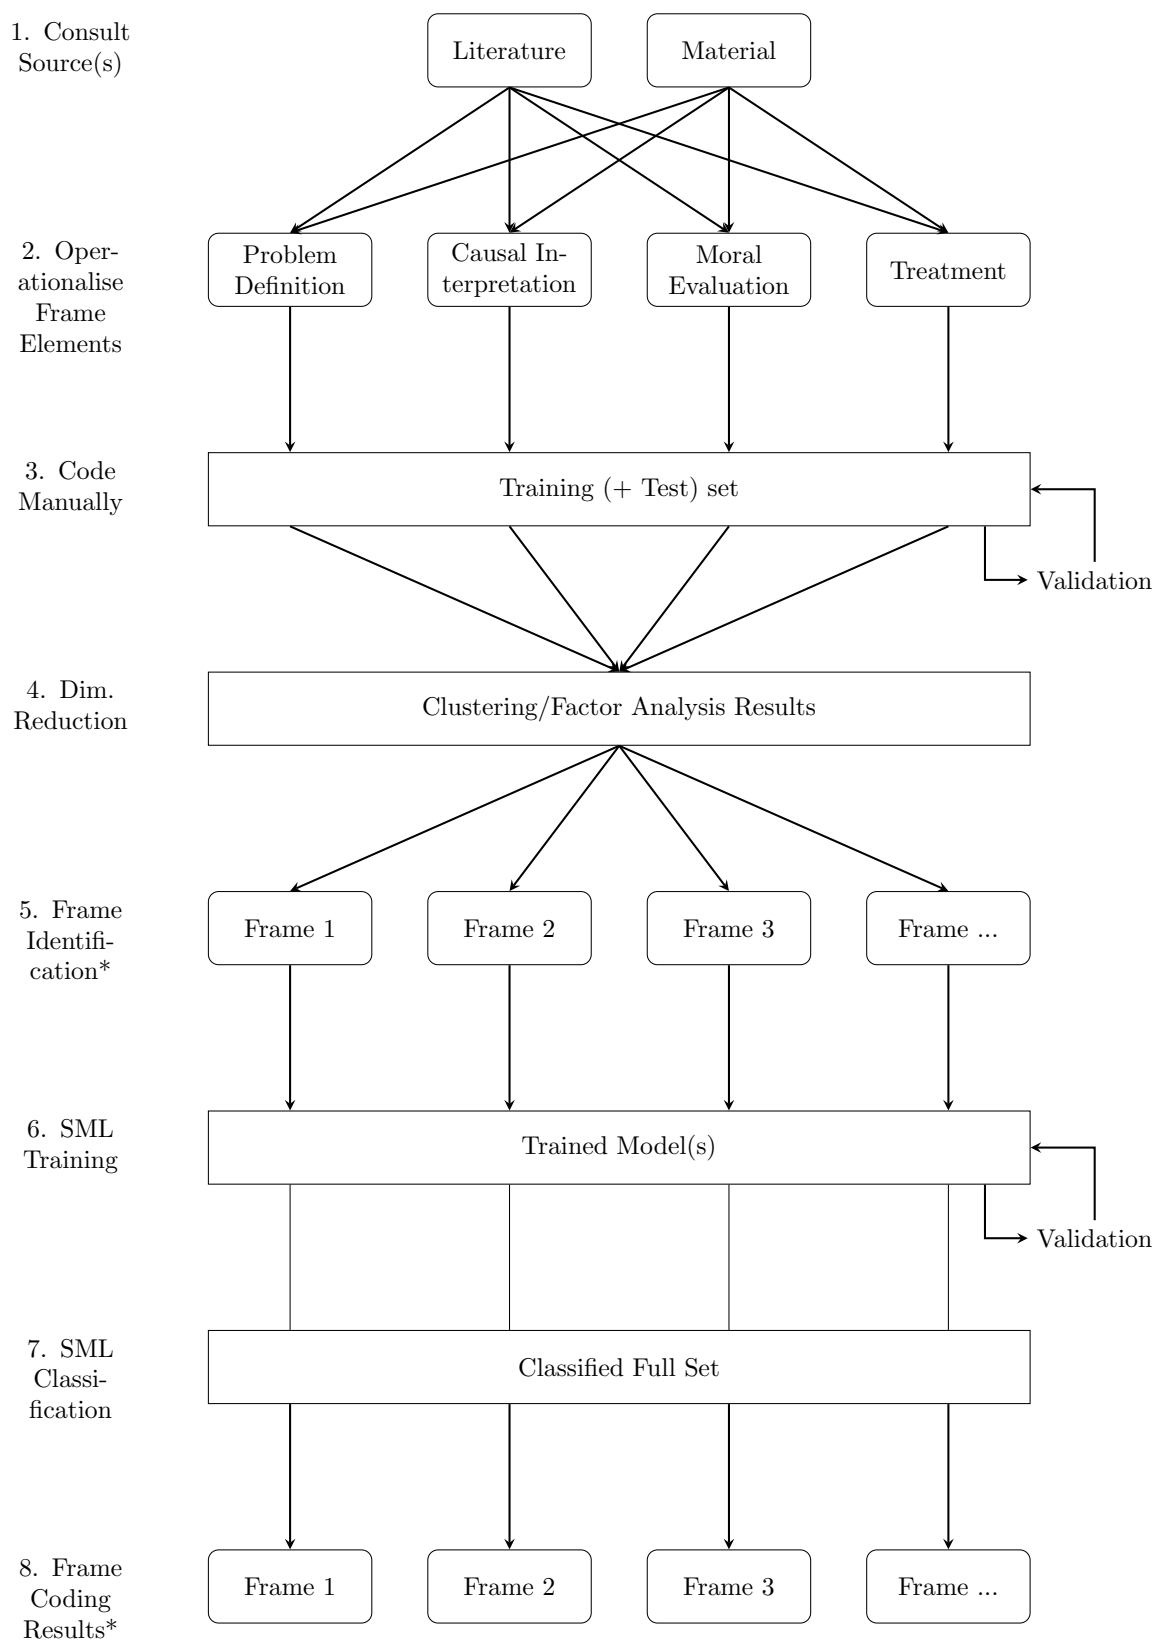 1. Consult
Source(s)
Literature
Material
2. Oper-
ationalise
Frame
Elements
Problem
Definition
Causal In-
terpretation
Moral
Evaluation
Treatment
3. Code
Manually
Training (+ Test) set
Validation
4. Dim.
Reduction
Clustering/Factor Analysis Results
5. Frame
Identifi-
cation*
Frame 1
Frame 2
Frame 3
Frame ...
6. SML
Training
Trained Model(s)
Validation
7. SML
Classi-
fication
Classified Full Set
8. Frame
Coding
Results*
Frame 1
Frame 2
Frame 3
Frame ...